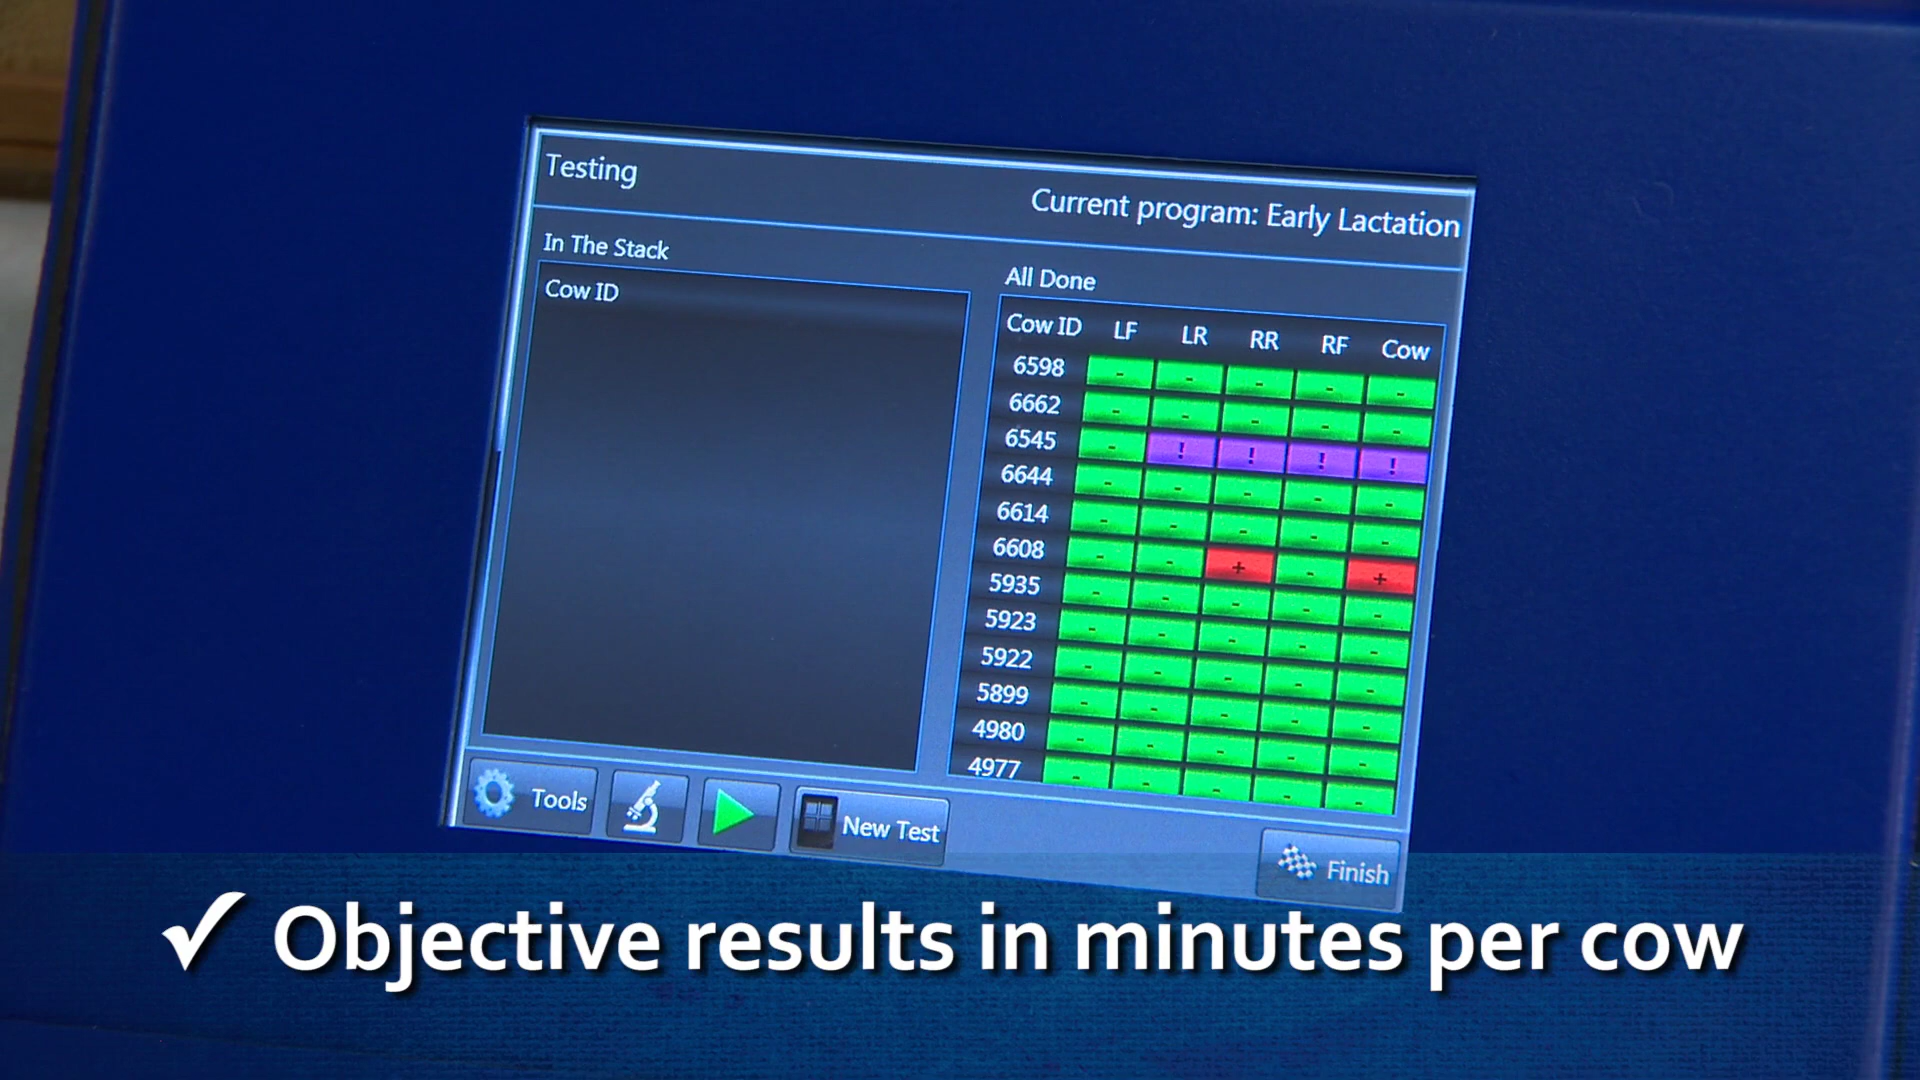 Testing
Current program: Early Lactation
In The Stack
Cow ID
All Done
Cow ID LF LR RR RF Cow
6598 - - - - -
6662 - - - - -
6545 - ! ! ! !
6644 - - - - -
6614 - - - - -
6608 - - + - +
5935 - - - - -
5923 - - - - -
5922 - - - - -
5899 - - - - -
4980 - - - - -
4977 - - - - -
Tools
New Test
Finish
✓ Objective results in minutes per cow